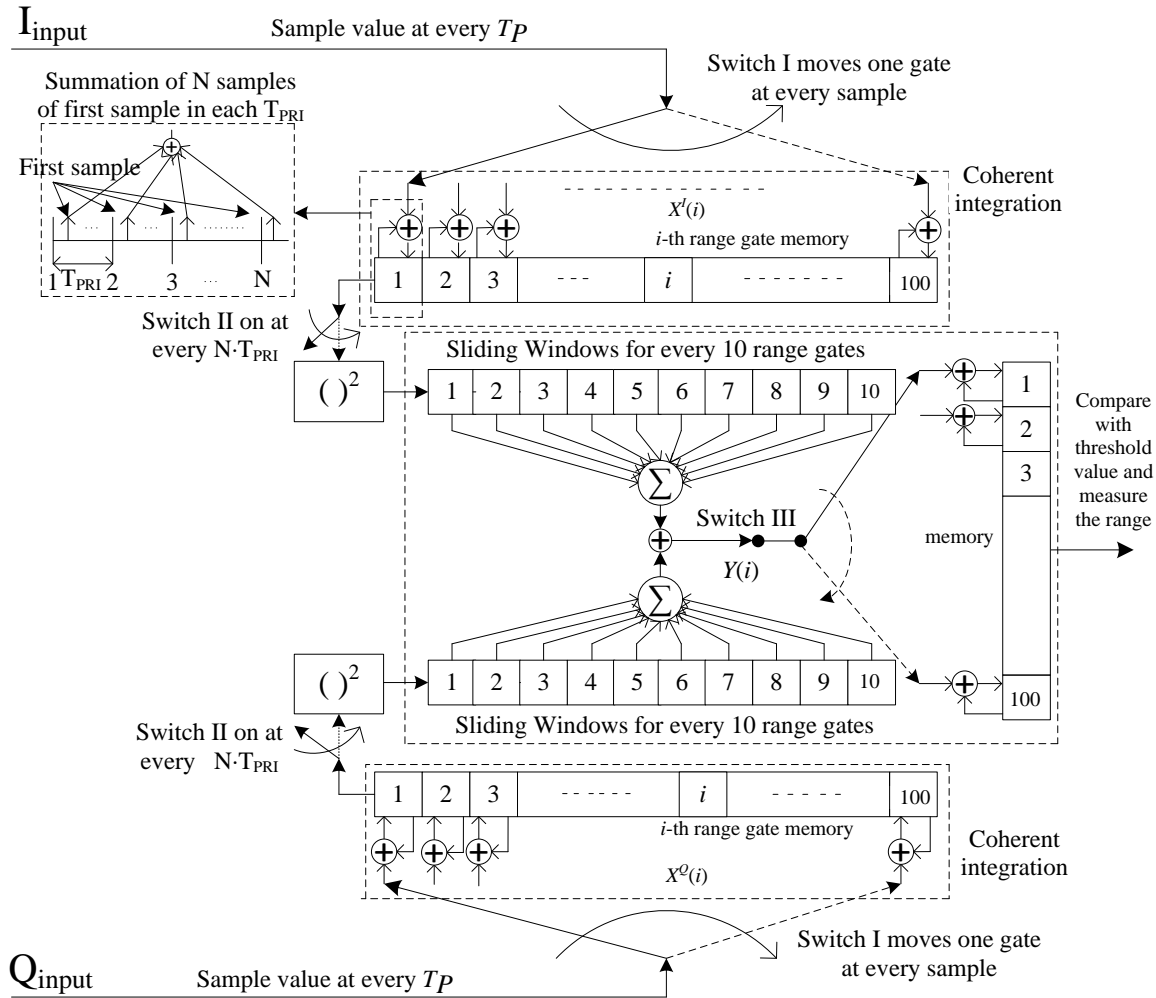 I_input
Sample value at every T_P
Switch I moves one gate
at every sample
Summation of N samples
of first sample in each T_PRI
+
First sample
... ... ........
1 T_PRI 2 3 ... N
Coherent
integration
X^I(i)
+ + + +
i-th range gate memory
1 2 3 --- i ------- 100
Switch II on at
every N·T_PRI
( )^2
Sliding Windows for every 10 range gates
1 2 3 4 5 6 7 8 9 10
∑
+
Switch III
Y(i)
∑
+
1
+
2
3
memory
+
100
Compare
with
threshold
value and
measure
the range
( )^2
1 2 3 4 5 6 7 8 9 10
Sliding Windows for every 10 range gates
Switch II on at
every N·T_PRI
1 2 3 ------ i ----- 100
i-th range gate memory
+ + + +
X^Q(i)
Coherent
integration
Switch I moves one gate
at every sample
Q_input
Sample value at every T_P